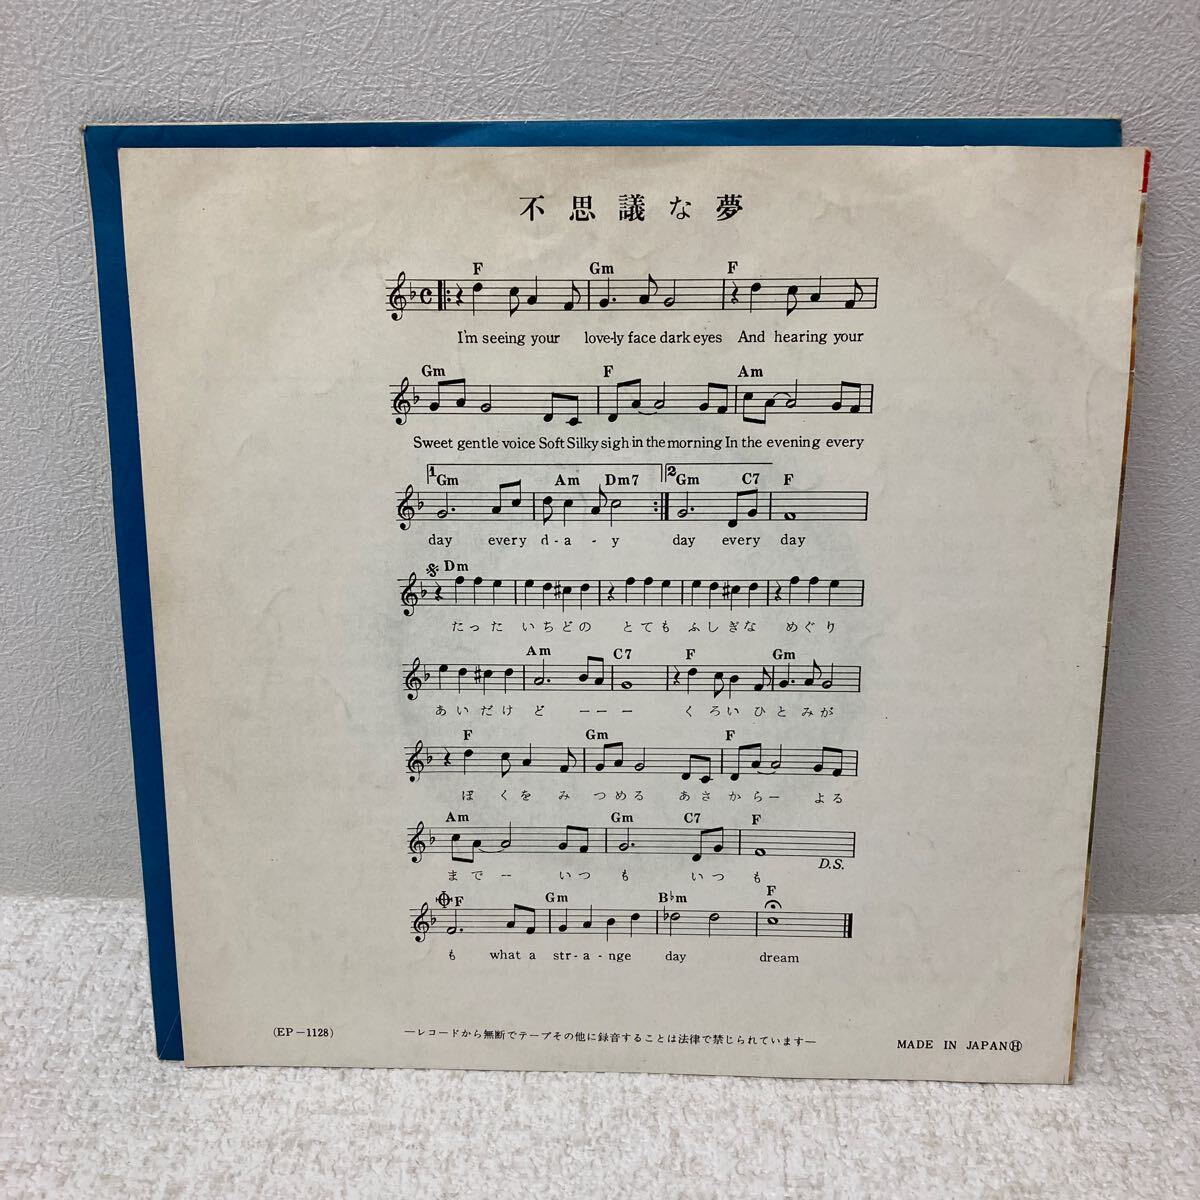 不思議な夢
F Gm F
I'm seeing your love-ly face dark eyes And hearing your
Gm F Am
Sweet gentle voice Soft Silky sigh in the morning In the evening every
1 Gm Am Dm7 2 Gm C7 F
day every d-a-y day every day
Dm
たった いちどの とても ふしぎな めぐり
Am C7 F Gm
あいだけ ど ーーー くろい ひとみが
F Gm F
ぼ くを み つめる あさからー よる
Am Gm C7 F
までー いつ も いつ も
D.S.
F Gm B♭m F
も what a str-a-nge day dream
(EP-1128)
―レコードから無断でテープその他に録音することは法律で禁じられています―
MADE IN JAPAN Ⓗ